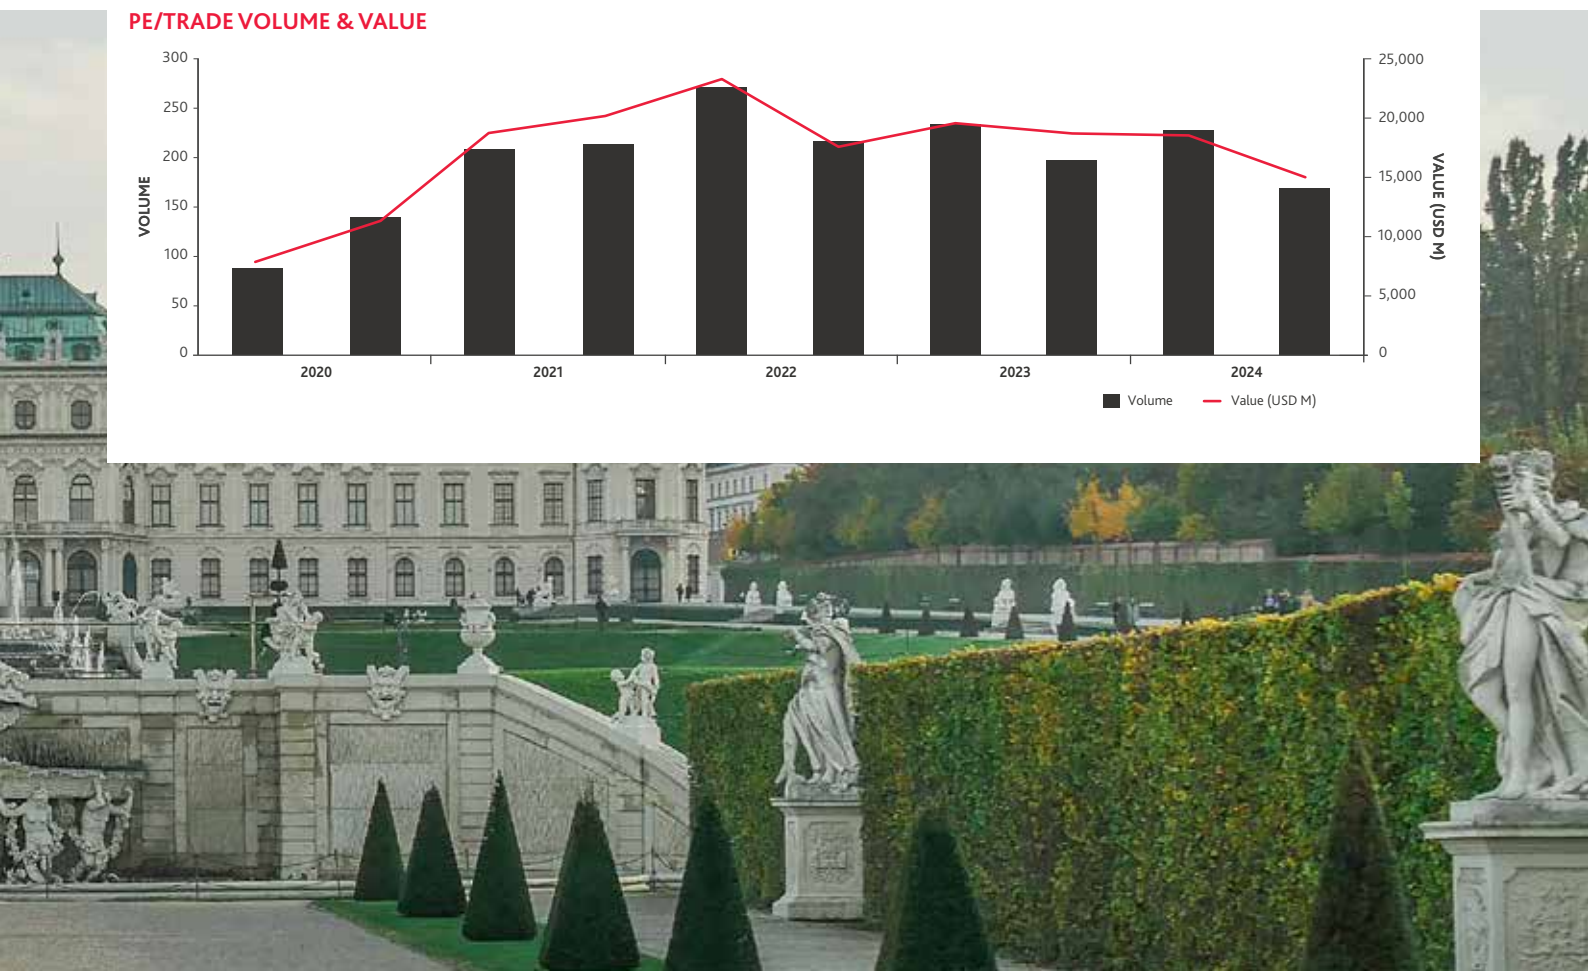 PE/TRADE VOLUME & VALUE
300
250
200
150
100
50
0
VOLUME
25,000
20,000
15,000
10,000
5,000
0
VALUE (USD M)
2020 2021 2022 2023 2024
Volume Value (USD M)